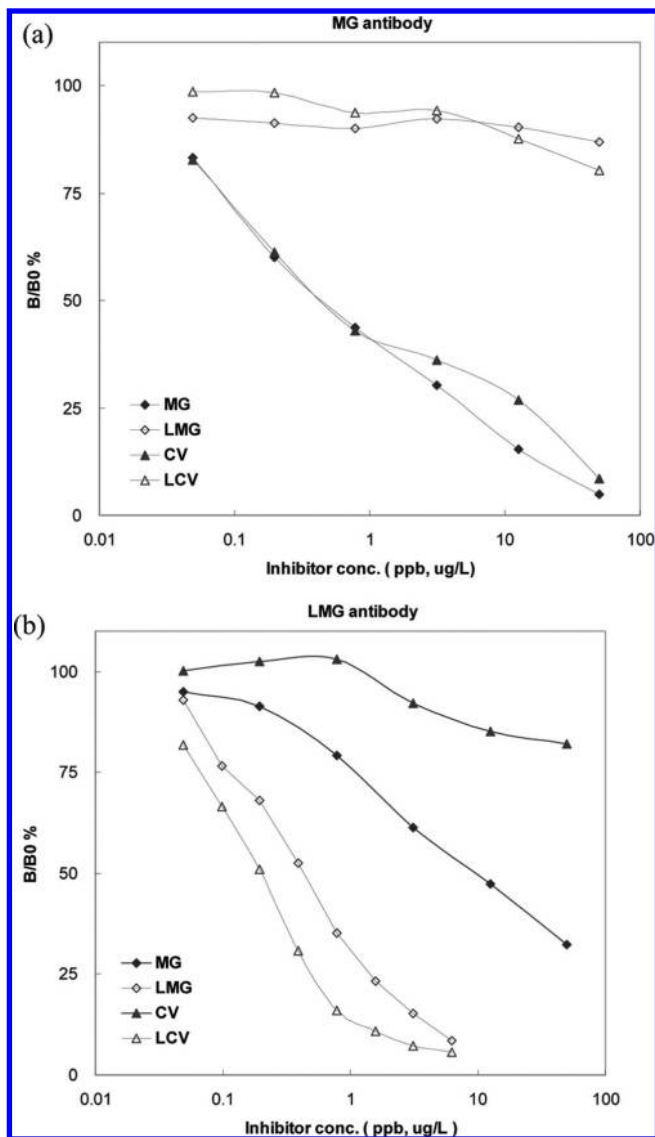 (a)
MG antibody
100
75
50
25
0
B/B0 %
MG
LMG
CV
LCV
0.01 0.1 1 10 100
Inhibitor conc. ( ppb, ug/L)
(b)
LMG antibody
100
75
50
25
0
B/B0 %
MG
LMG
CV
LCV
0.01 0.1 1 10 100
Inhibitor conc. ( ppb, ug/L )